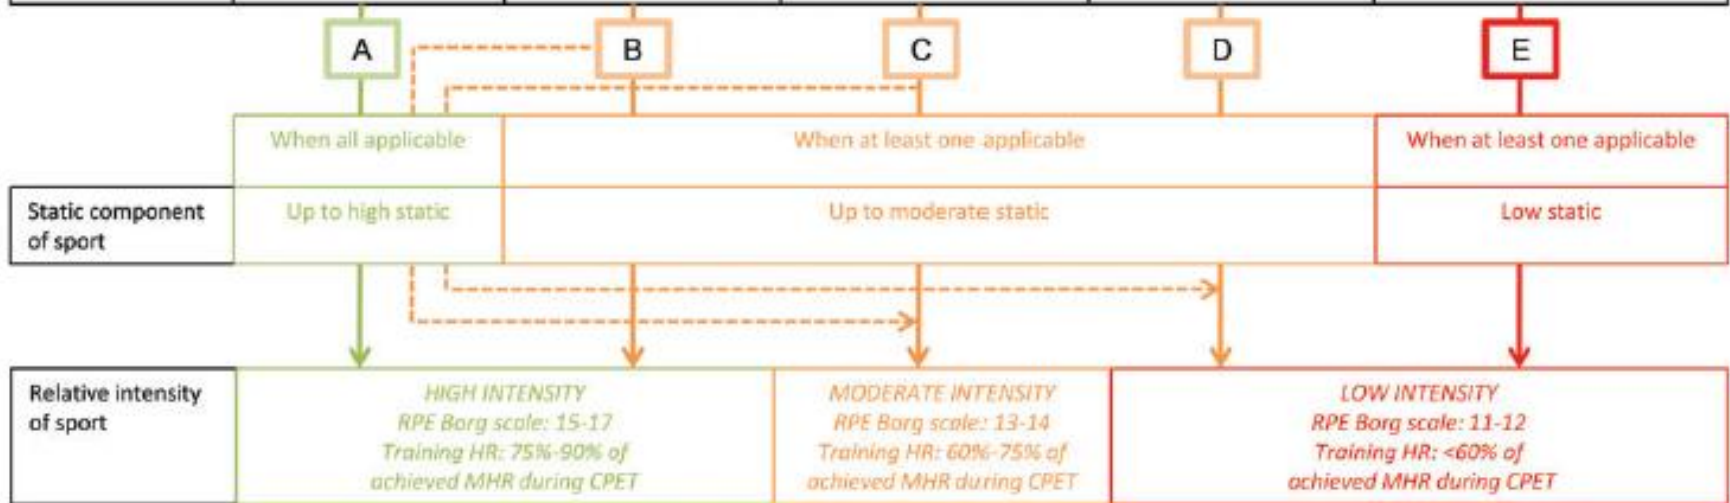 A
B
C
D
E
When all applicable
When at least one applicable
When at least one applicable
Static component
of sport
Up to high static
Up to moderate static
Low static
Relative intensity
of sport
HIGH INTENSITY
RPE Borg scale: 15-17
Training HR: 75%-90% of
achieved MHR during CPET
MODERATE INTENSITY
RPE Borg scale: 13-14
Training HR: 60%-75% of
achieved MHR during CPET
LOW INTENSITY
RPE Borg scale: 11-12
Training HR: <60% of
achieved MHR during CPET